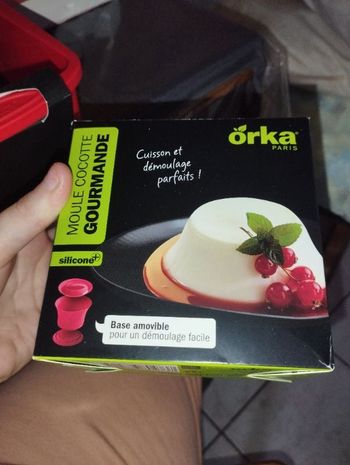 orka
PARIS
MOULE COCOTTE
GOURMANDE
Cuisson et
démoulage
parfaits !
silicone+
Base amovible
pour un démoulage facile